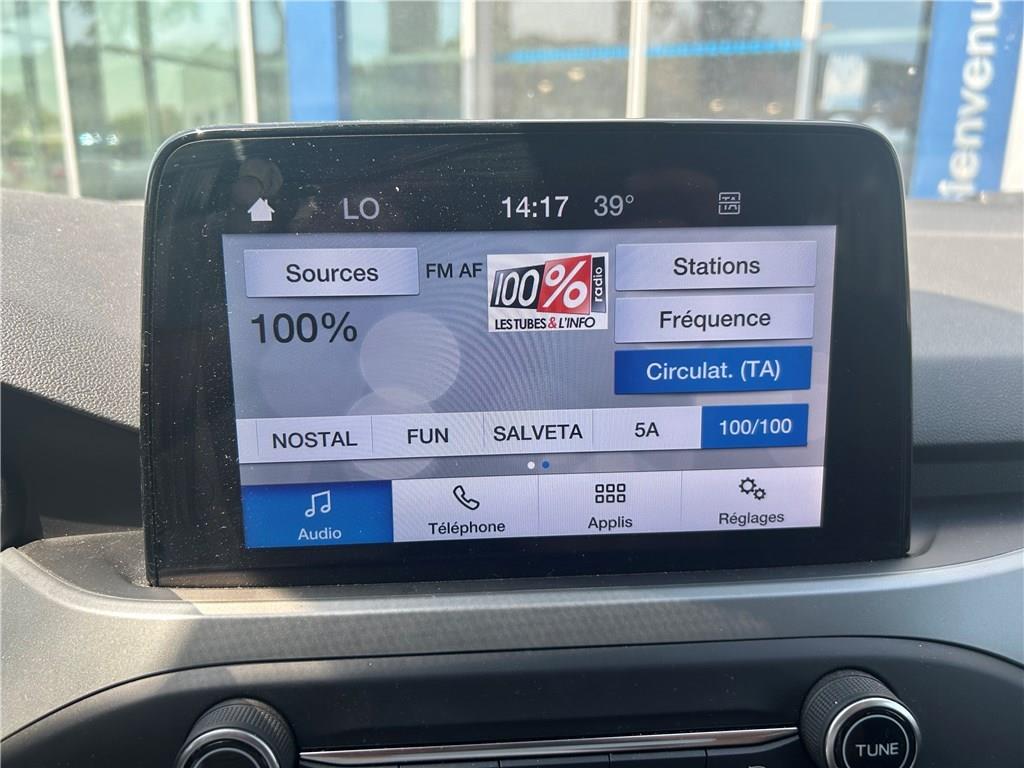 ienvenu
LO 14:17 39°
Sources
FM AF
100% radio
LES TUBES & L'INFO
Stations
100%
Fréquence
Circulat. (TA)
NOSTAL FUN SALVETA 5A 100/100
Audio Téléphone Applis Réglages
TUNE